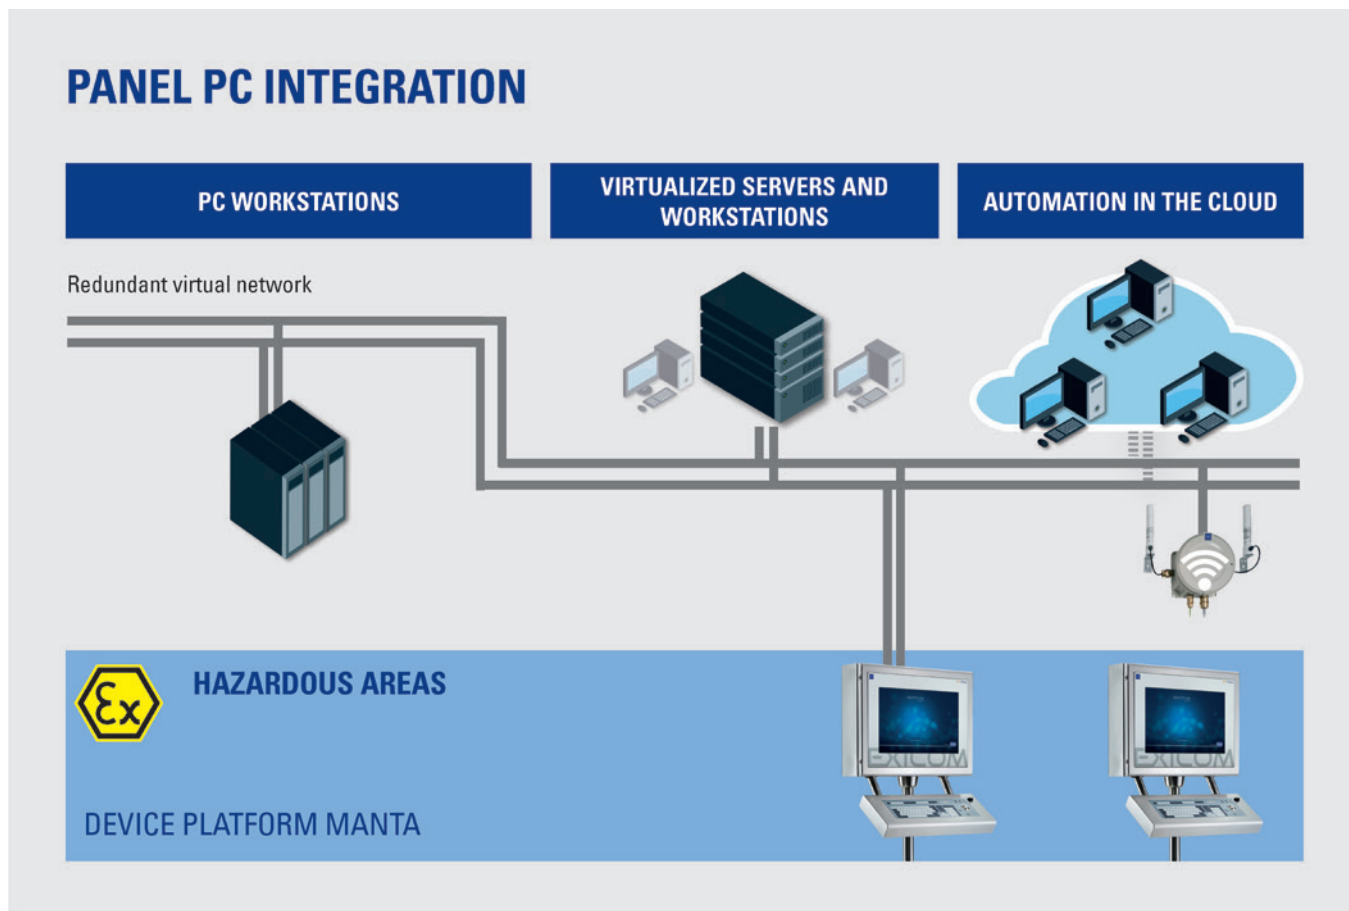 PANEL PC INTEGRATION
PC WORKSTATIONS
VIRTUALIZED SERVERS AND
WORKSTATIONS
AUTOMATION IN THE CLOUD
Redundant virtual network
Ex
HAZARDOUS AREAS
EXICOM
EXICOM
DEVICE PLATFORM MANTA